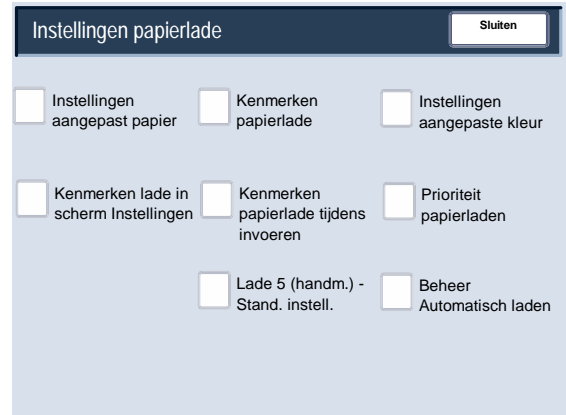 Instellingen papierlade
Sluiten
Instellingen
aangepast papier
Kenmerken
papierlade
Instellingen
aangepaste kleur
Kenmerken lade in
scherm Instellingen
Kenmerken
papierlade tijdens
invoeren
Prioriteit
papierladen
Lade 5 (handm.) -
Stand. instell.
Beheer
Automatisch laden